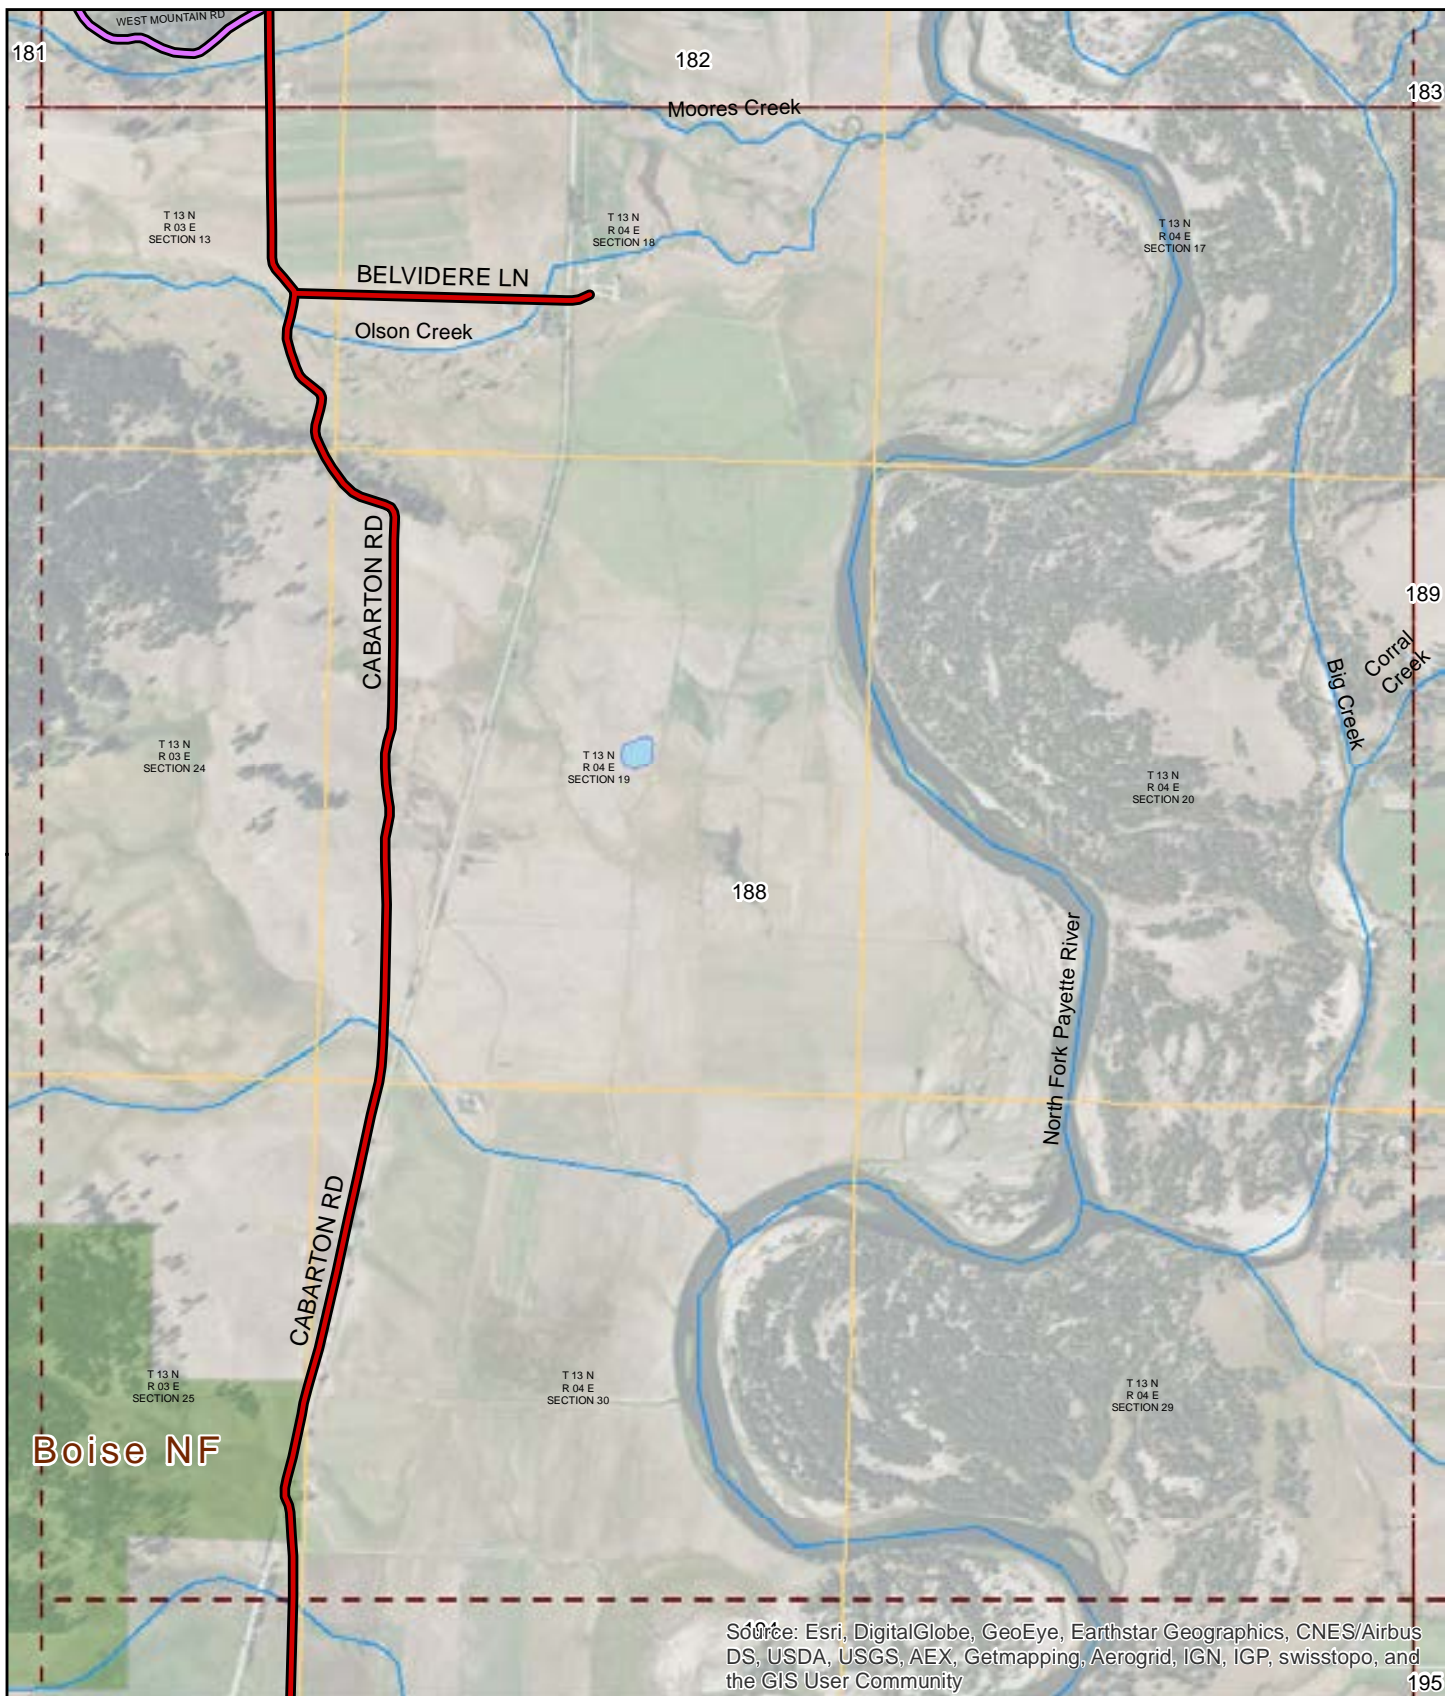 WEST MOUNTAIN RD
181
182
183
Moores Creek
T 13 N
R 03 E
SECTION 13
T 13 N
R 04 E
SECTION 18
T 13 N
R 04 E
SECTION 17
BELVIDERE LN
Olson Creek
CABARTON RD
189
Corral
Creek
Big Creek
T 13 N
R 03 E
SECTION 24
T 13 N
R 04 E
SECTION 19
T 13 N
R 04 E
SECTION 20
188
North Fork Payette River
CABARTON RD
T 13 N
R 03 E
SECTION 25
T 13 N
R 04 E
SECTION 30
T 13 N
R 04 E
SECTION 29
Boise NF
Source: Esri, DigitalGlobe, GeoEye, Earthstar Geographics, CNES/Airbus
DS, USDA, USGS, AEX, Getmapping, Aerogrid, IGN, IGP, swisstopo, and
the GIS User Community
195